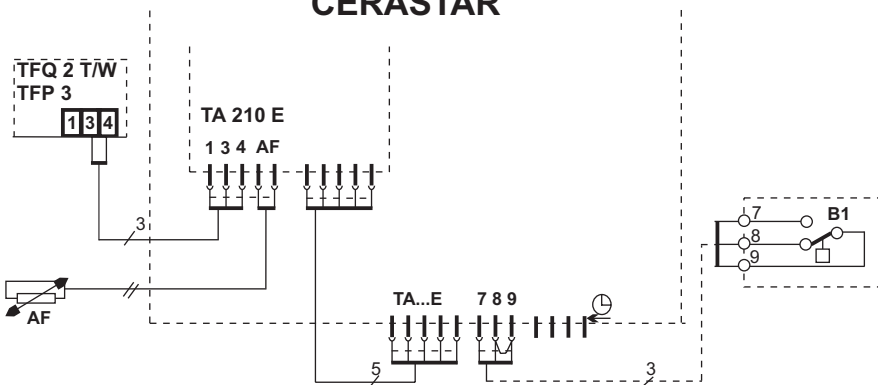 CERASTAR
TFQ 2 T/W
TFP 3
1 3 4
TA 210 E
1 3 4 AF
3
AF
7
8
9
B1
TA...E
7 8 9
5
3